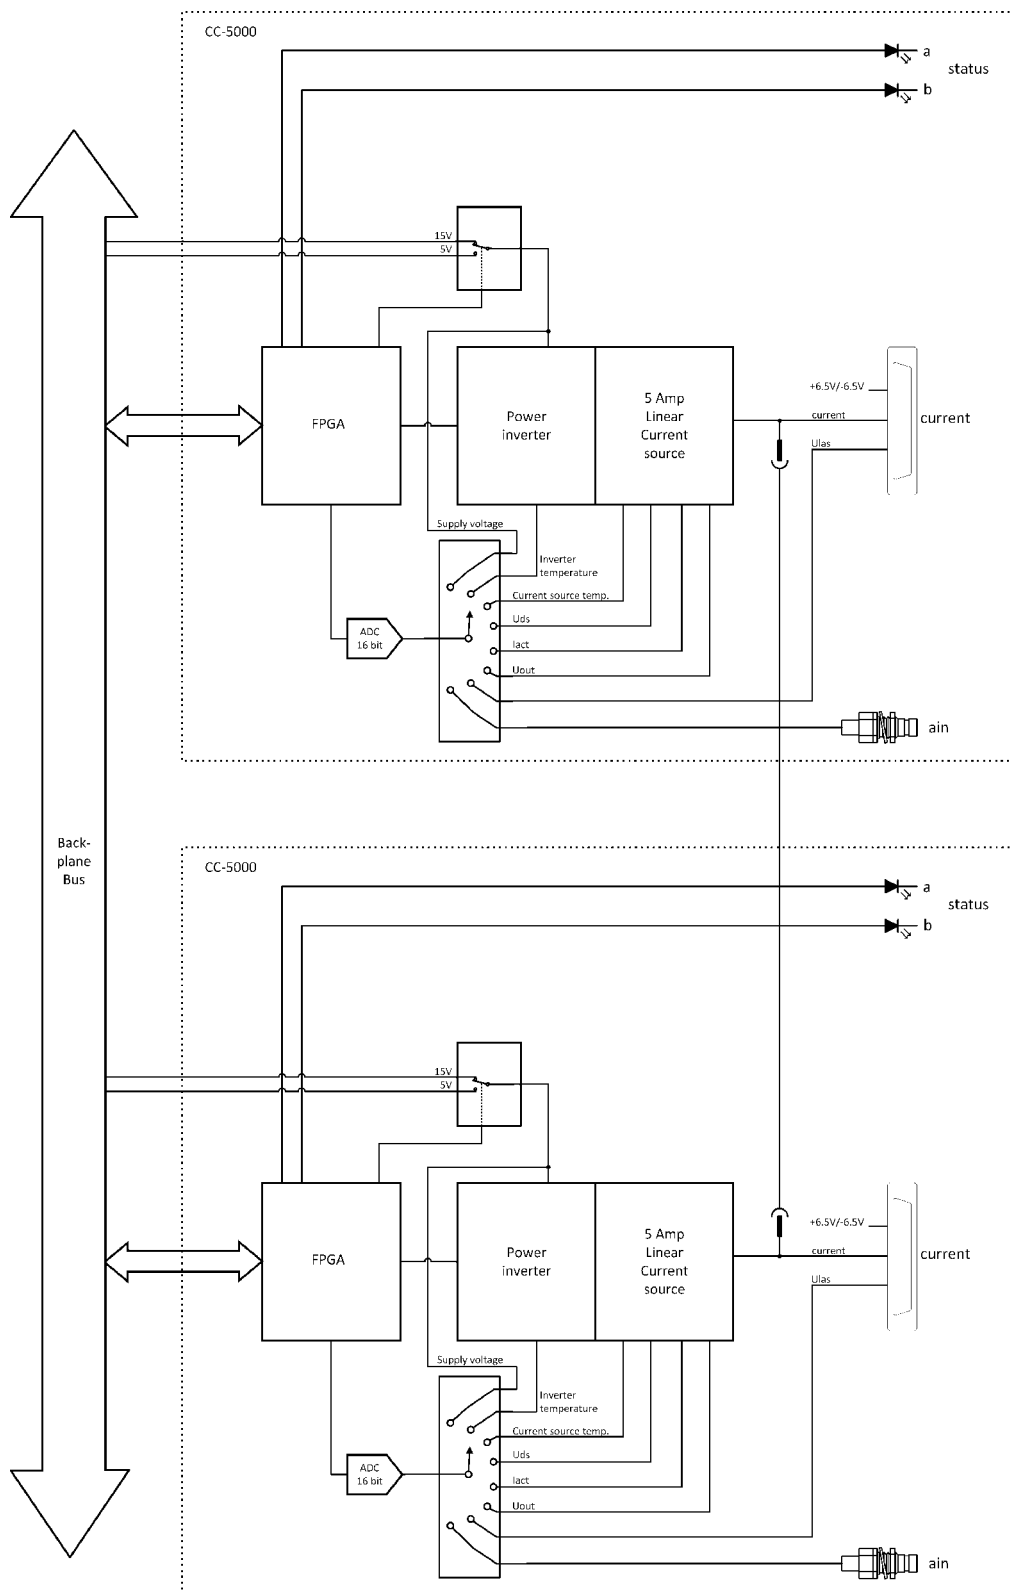 CC-5000
a
status
b
15V
5V
FPGA
Power
inverter
5 Amp
Linear
Current
source
+6.5V/-6.5V
current
current
Ulas
Supply voltage
Inverter
temperature
Current source temp.
Uds
ADC
16 bit
Iact
Uout
ain
Back-
plane
Bus
CC-5000
a
status
b
15V
5V
FPGA
Power
inverter
5 Amp
Linear
Current
source
+6.5V/-6.5V
current
current
Ulas
Supply voltage
Inverter
temperature
Current source temp.
Uds
ADC
16 bit
Iact
Uout
ain